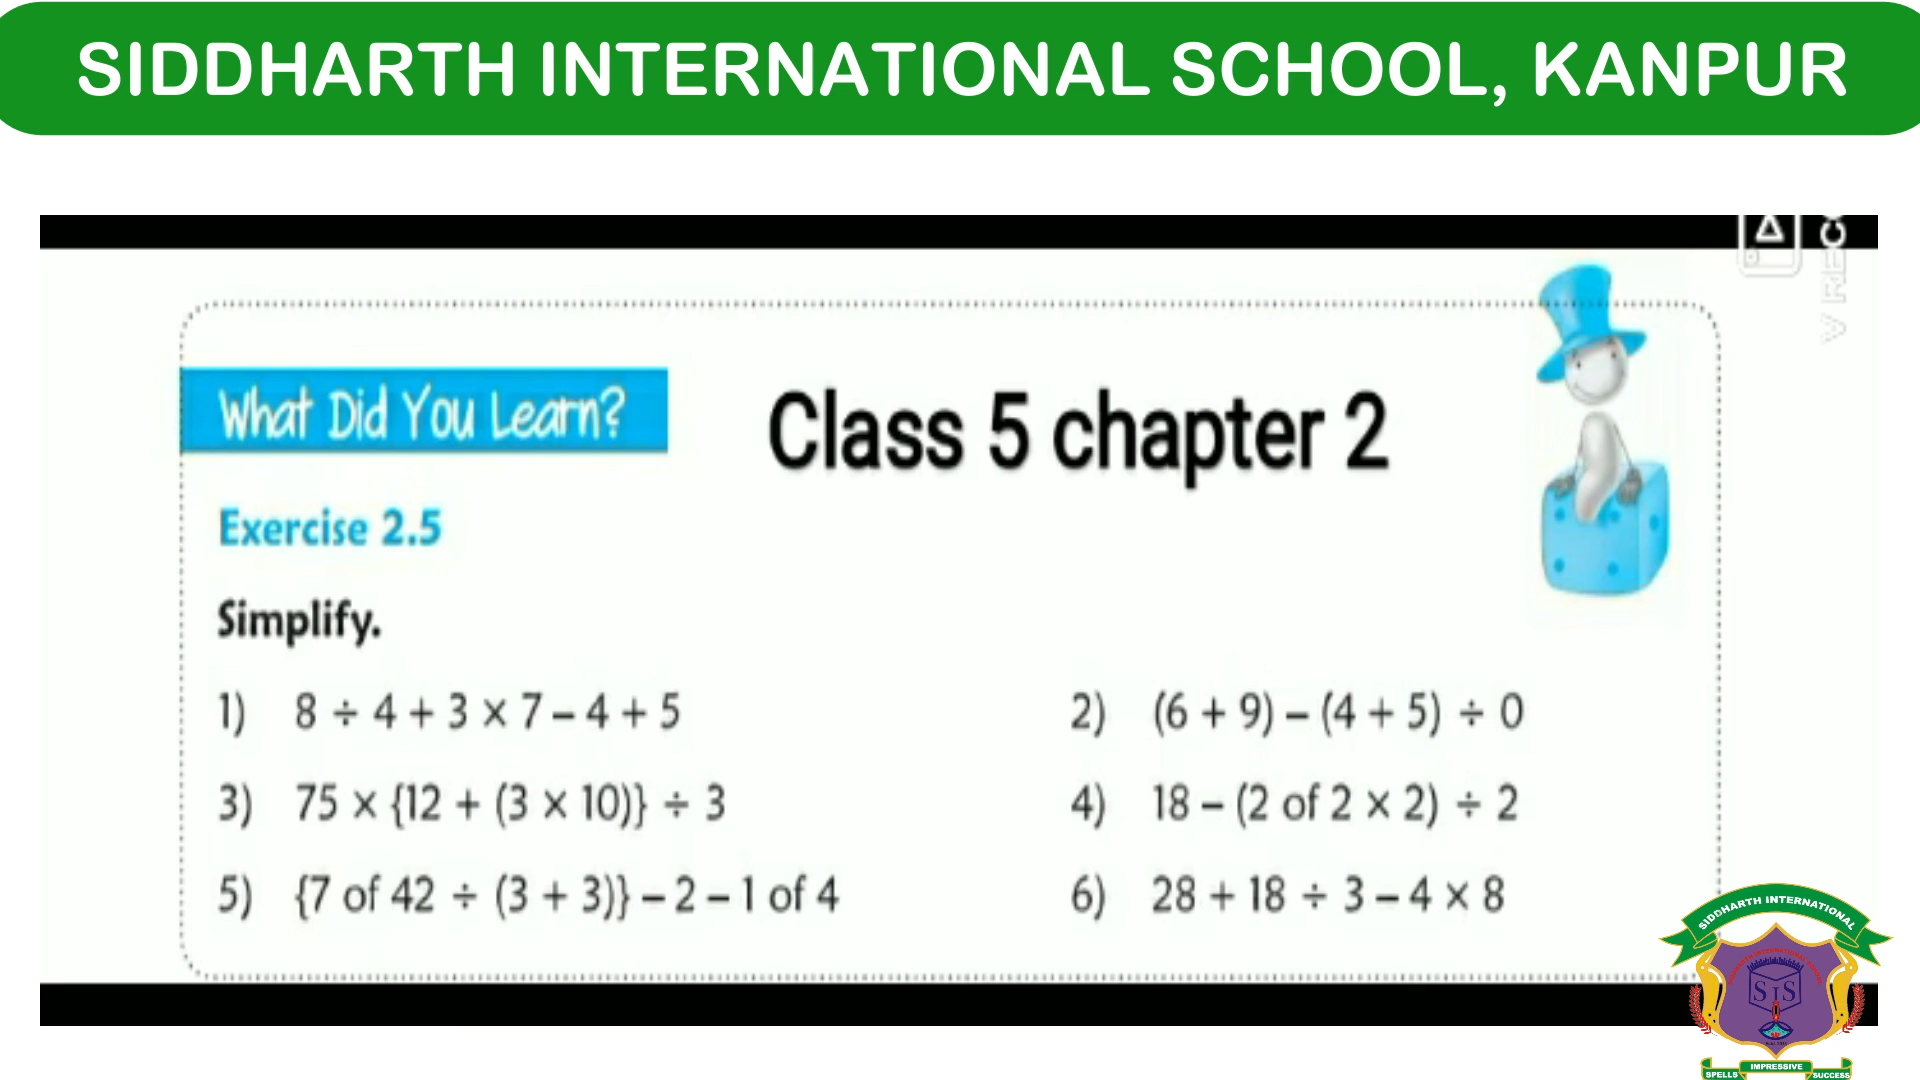 SIDDHARTH INTERNATIONAL SCHOOL, KANPUR
What Did You Learn?
Class 5 chapter 2
Exercise 2.5
Simplify.
1) 8 ÷ 4 + 3 × 7 – 4 + 5
2) (6 + 9) – (4 + 5) ÷ 0
3) 75 × {12 + (3 × 10)} ÷ 3
4) 18 – (2 of 2 × 2) ÷ 2
5) {7 of 42 ÷ (3 + 3)} – 2 – 1 of 4
6) 28 + 18 ÷ 3 – 4 × 8
SIDDHARTH INTERNATIONAL
SIS
SPELLS IMPRESSIVE SUCCESS